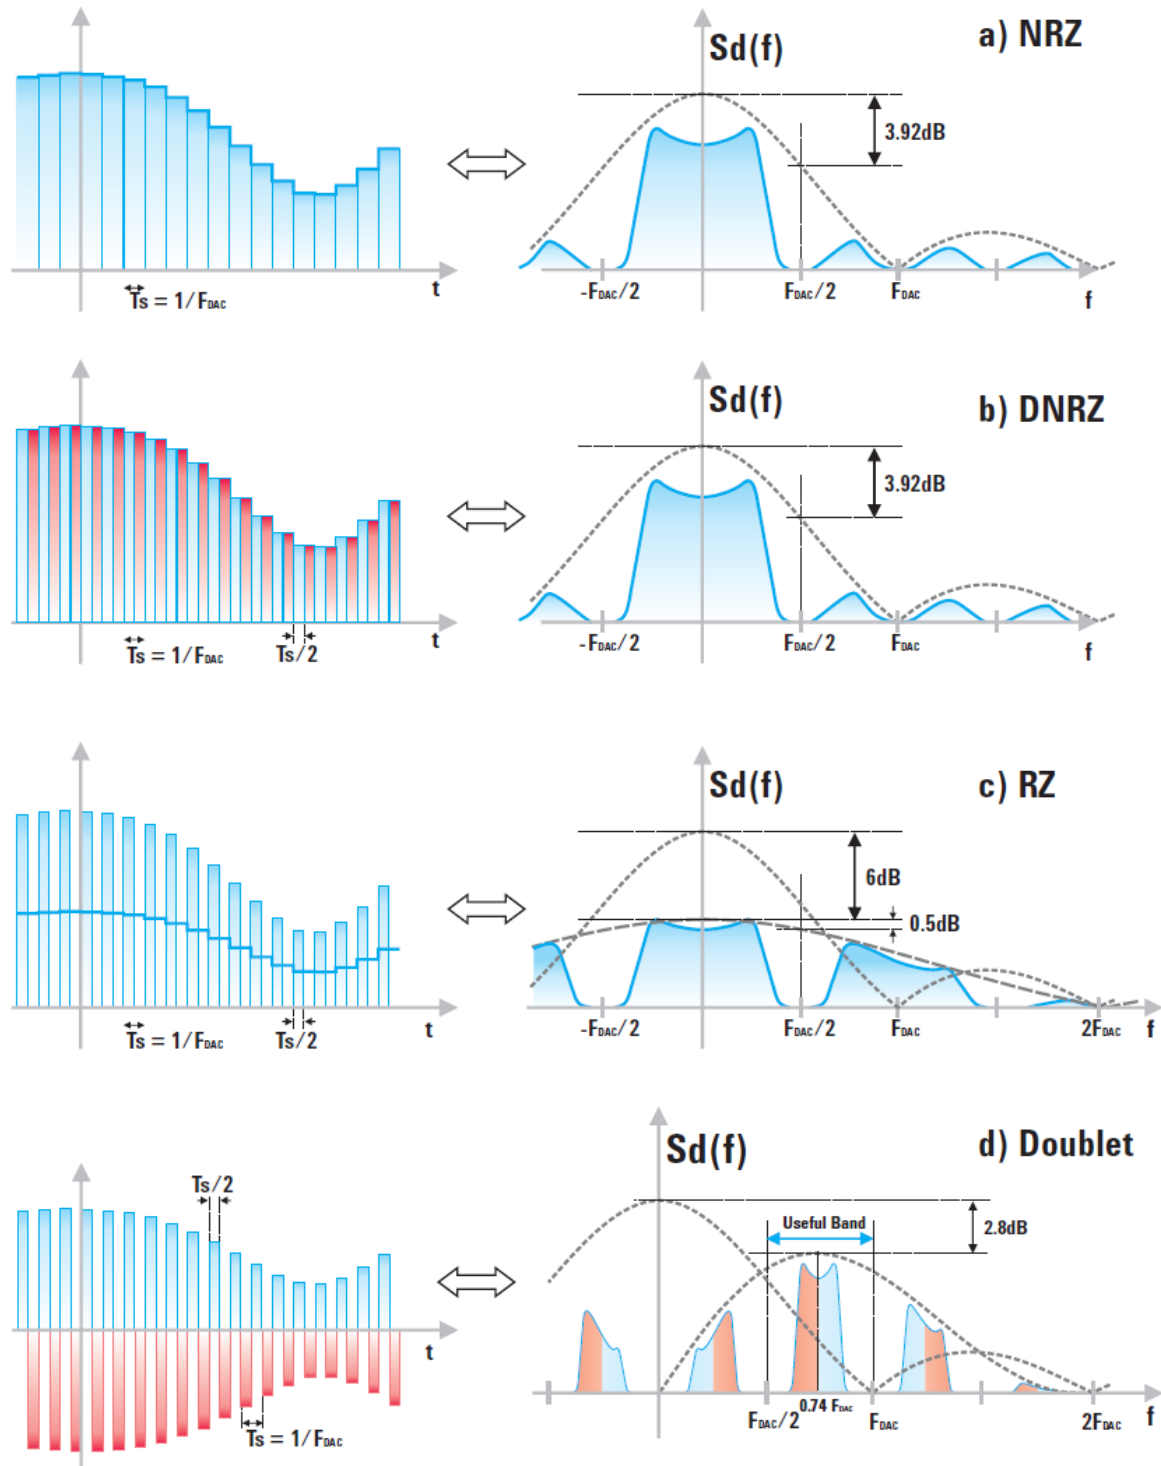 a) NRZ
Sd(f)
3.92dB
t
Ts = 1/FDAC
-FDAC/2
FDAC/2
FDAC
f
b) DNRZ
Sd(f)
3.92dB
t
Ts = 1/FDAC
Ts/2
-FDAC/2
FDAC/2
FDAC
f
c) RZ
Sd(f)
6dB
0.5dB
t
Ts = 1/FDAC
Ts/2
-FDAC/2
FDAC/2
FDAC
2FDAC
f
d) Doublet
Sd(f)
Ts/2
Useful Band
2.8dB
t
Ts = 1/FDAC
FDAC/2
0.74 FDAC
FDAC
2FDAC
f